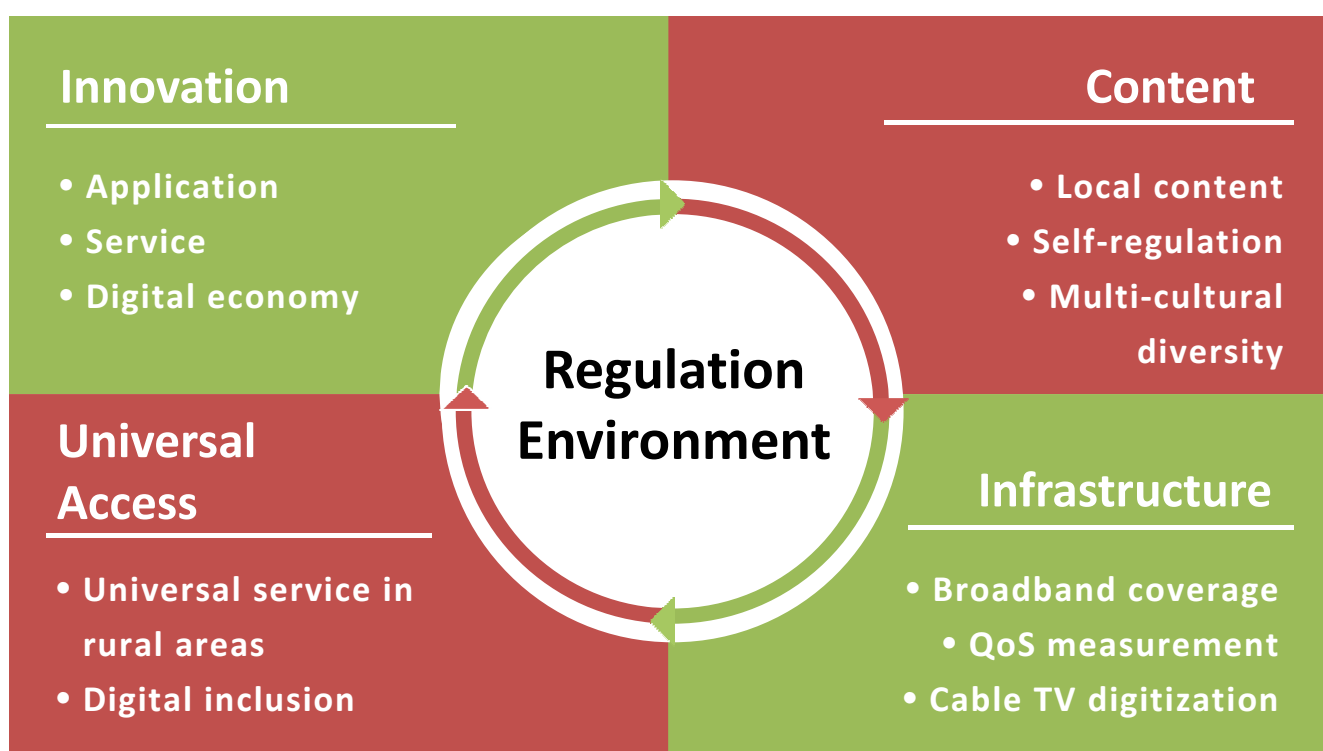 Innovation
• Application
• Service
• Digital economy
Content
• Local content
• Self-regulation
• Multi-cultural
diversity
Regulation
Environment
Universal
Access
• Universal service in
rural areas
• Digital inclusion
Infrastructure
• Broadband coverage
• QoS measurement
• Cable TV digitization